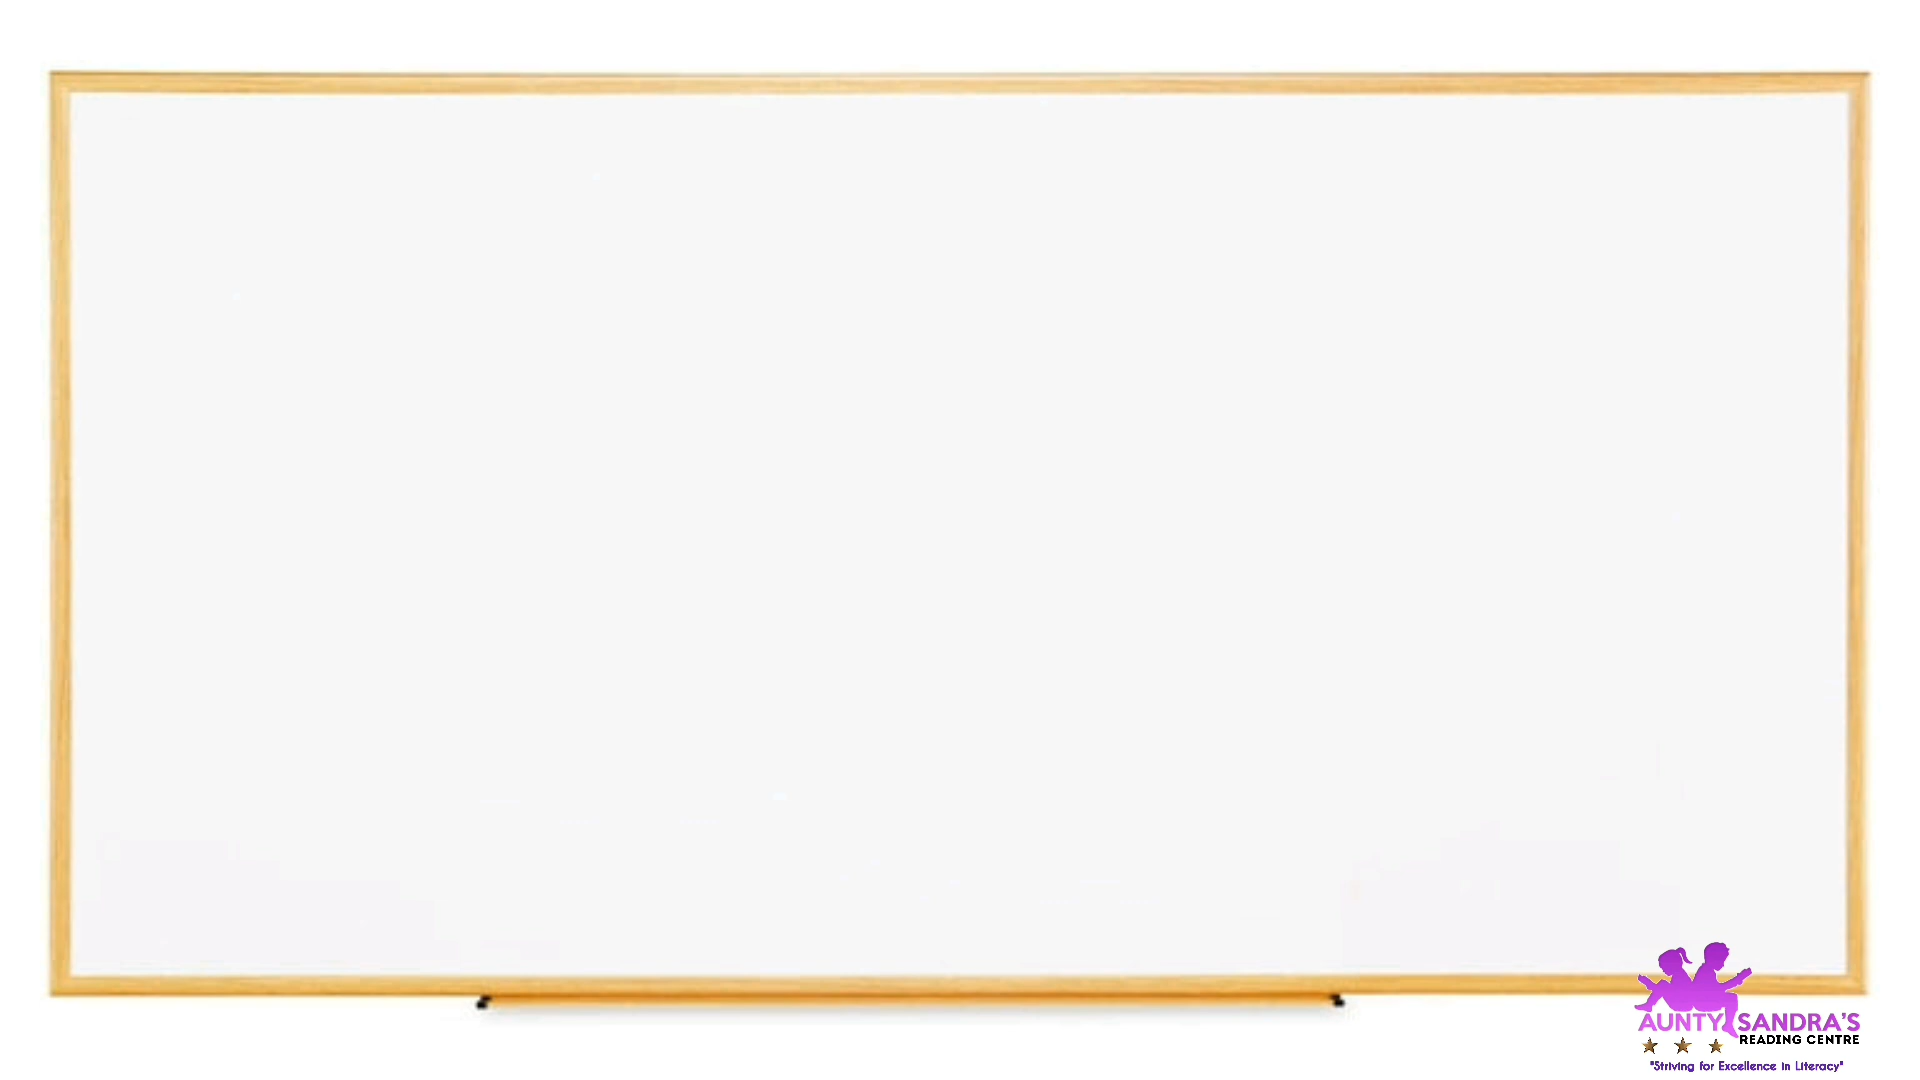 AUNTY SANDRA'S
READING CENTRE
"Striving for Excellence in Literacy"